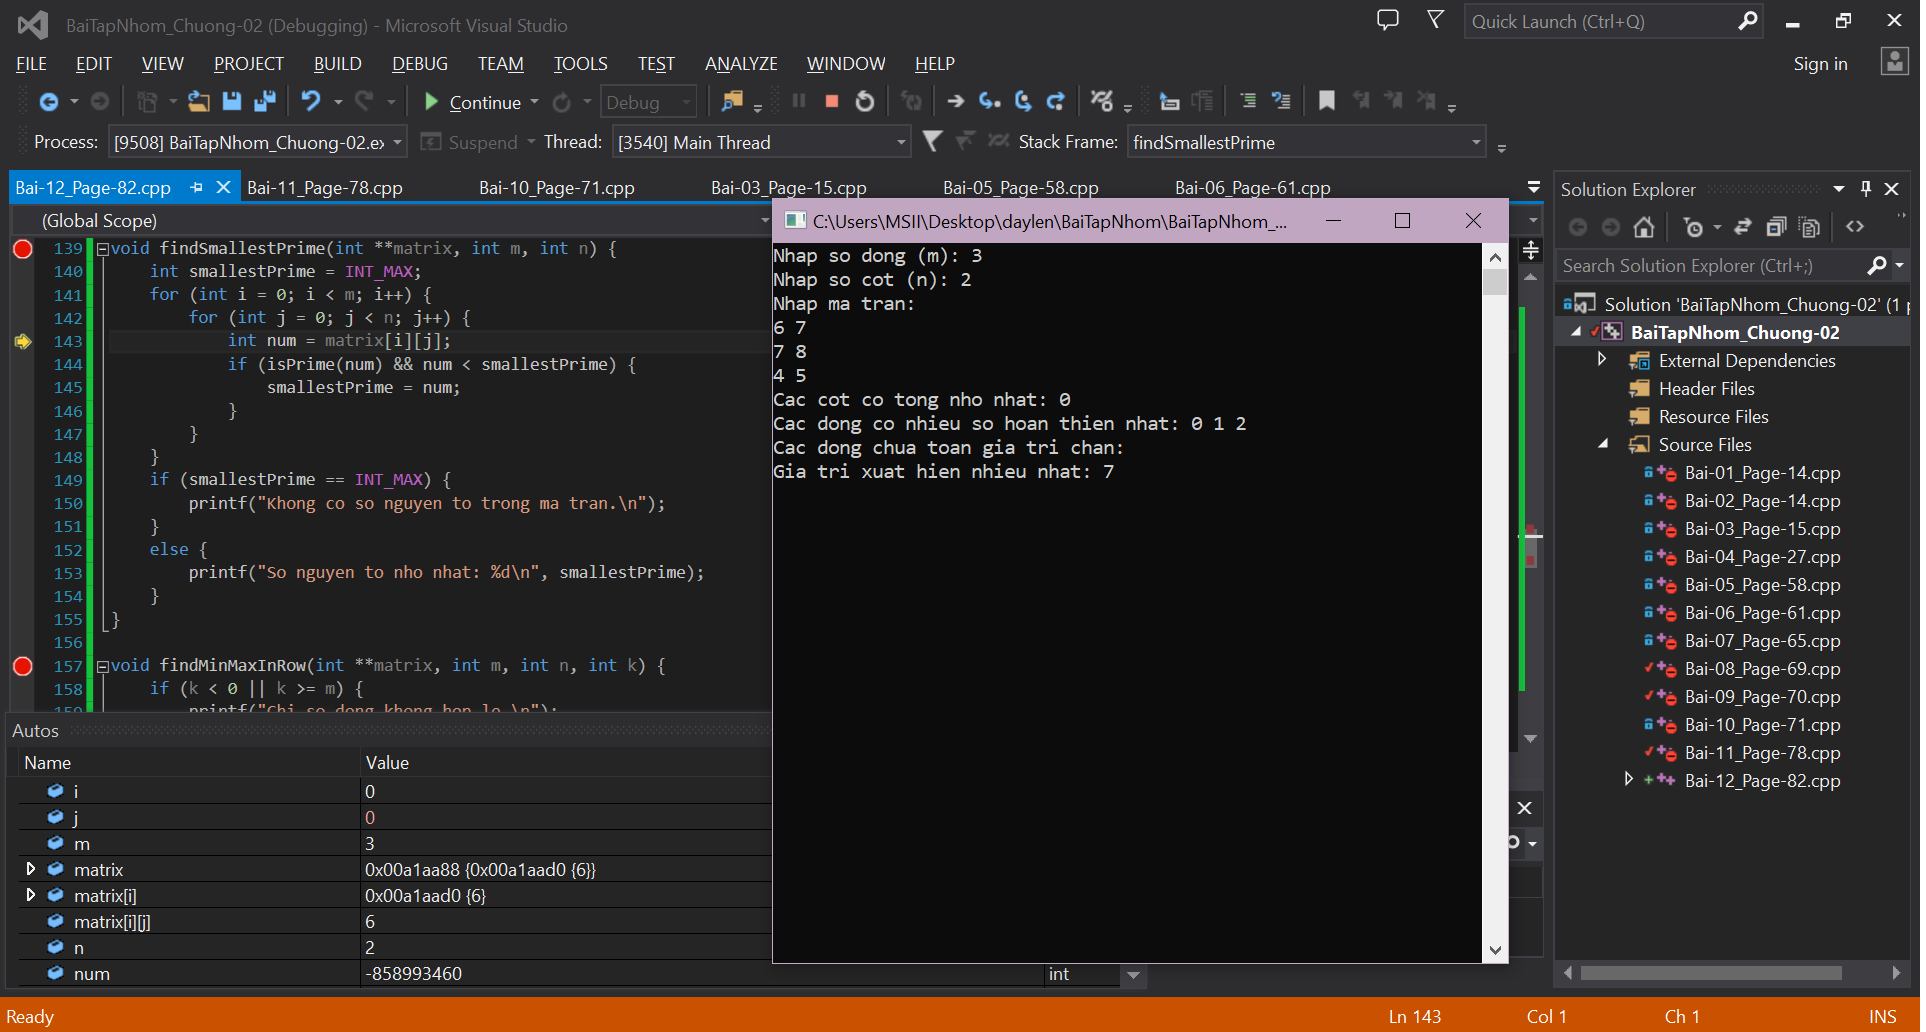 BaiTapNhom_Chuong-02 (Debugging) - Microsoft Visual Studio
Quick Launch (Ctrl+Q)
FILE EDIT VIEW PROJECT BUILD DEBUG TEAM TOOLS TEST ANALYZE WINDOW HELP
Sign in
Continue Debug
Process: [9508] BaiTapNhom_Chuong-02.ex Suspend Thread: [3540] Main Thread Stack Frame: findSmallestPrime
Bai-12_Page-82.cpp Bai-11_Page-78.cpp Bai-10_Page-71.cpp Bai-03_Page-15.cpp Bai-05_Page-58.cpp Bai-06_Page-61.cpp
(Global Scope)
139 void findSmallestPrime(int **matrix, int m, int n) {
140 int smallestPrime = INT_MAX;
141 for (int i = 0; i < m; i++) {
142 for (int j = 0; j < n; j++) {
143 int num = matrix[i][j];
144 if (isPrime(num) && num < smallestPrime) {
145 smallestPrime = num;
146 }
147 }
148 }
149 if (smallestPrime == INT_MAX) {
150 printf("Khong co so nguyen to trong ma tran.\n");
151 }
152 else {
153 printf("So nguyen to nho nhat: %d\n", smallestPrime);
154 }
155 }
156
157 void findMinMaxInRow(int **matrix, int m, int n, int k) {
158 if (k < 0 || k >= m) {
159 printf("Chi so dong khong hop le.\n");
C:\Users\MSII\Desktop\daylen\BaiTapNhom\BaiTapNhom_...
Nhap so dong (m): 3
Nhap so cot (n): 2
Nhap ma tran:
6 7
7 8
4 5
Cac cot co tong nho nhat: 0
Cac dong co nhieu so hoan thien nhat: 0 1 2
Cac dong chua toan gia tri chan:
Gia tri xuat hien nhieu nhat: 7
Autos
Name Value
i 0
j 0
m 3
matrix 0x00a1aa88 {0x00a1aad0 {6}}
matrix[i] 0x00a1aad0 {6}
matrix[i][j] 6
n 2
num -858993460 int
Solution Explorer
Search Solution Explorer (Ctrl+;)
Solution 'BaiTapNhom_Chuong-02' (1 p
BaiTapNhom_Chuong-02
External Dependencies
Header Files
Resource Files
Source Files
Bai-01_Page-14.cpp
Bai-02_Page-14.cpp
Bai-03_Page-15.cpp
Bai-04_Page-27.cpp
Bai-05_Page-58.cpp
Bai-06_Page-61.cpp
Bai-07_Page-65.cpp
Bai-08_Page-69.cpp
Bai-09_Page-70.cpp
Bai-10_Page-71.cpp
Bai-11_Page-78.cpp
Bai-12_Page-82.cpp
Ready Ln 143 Col 1 Ch 1 INS